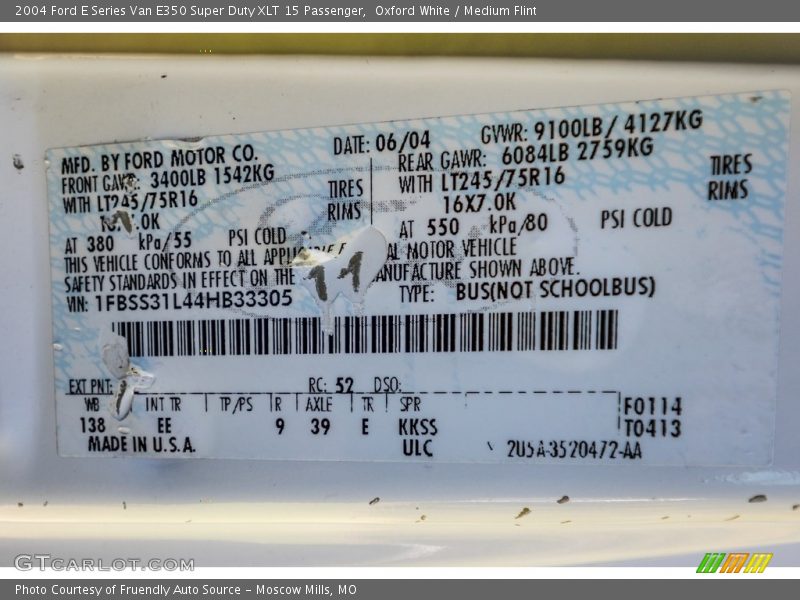 2004 Ford E Series Van E350 Super Duty XLT 15 Passenger, Oxford White / Medium Flint
MFD. BY FORD MOTOR CO.
DATE: 06/04
GVWR: 9100LB / 4127KG
FRONT GAWR: 3400LB 1542KG
REAR GAWR: 6084LB 2759KG
WITH LT245/75R16 TIRES
WITH LT245/75R16 TIRES
.0K RIMS
16X7.0K RIMS
AT 380 kPa/55 PSI COLD
AT 550 kPa/80 PSI COLD
THIS VEHICLE CONFORMS TO ALL AL MOTOR VEHICLE
SAFETY STANDARDS IN EFFECT ON THE ANUFACTURE SHOWN ABOVE.
VIN: 1FBSS31L44HB33305
TYPE: BUS(NOT SCHOOLBUS)
EXT PNT: RC: 52 DSO:
WB INT TR TP/PS R AXLE TR SPR
F0114
138 EE 9 39 E KKSS
T0413
MADE IN U.S.A. ULC 2U5A-3520472-AA
GTCARLOT.COM
Photo Courtesy of Fruendly Auto Source – Moscow Mills, MO